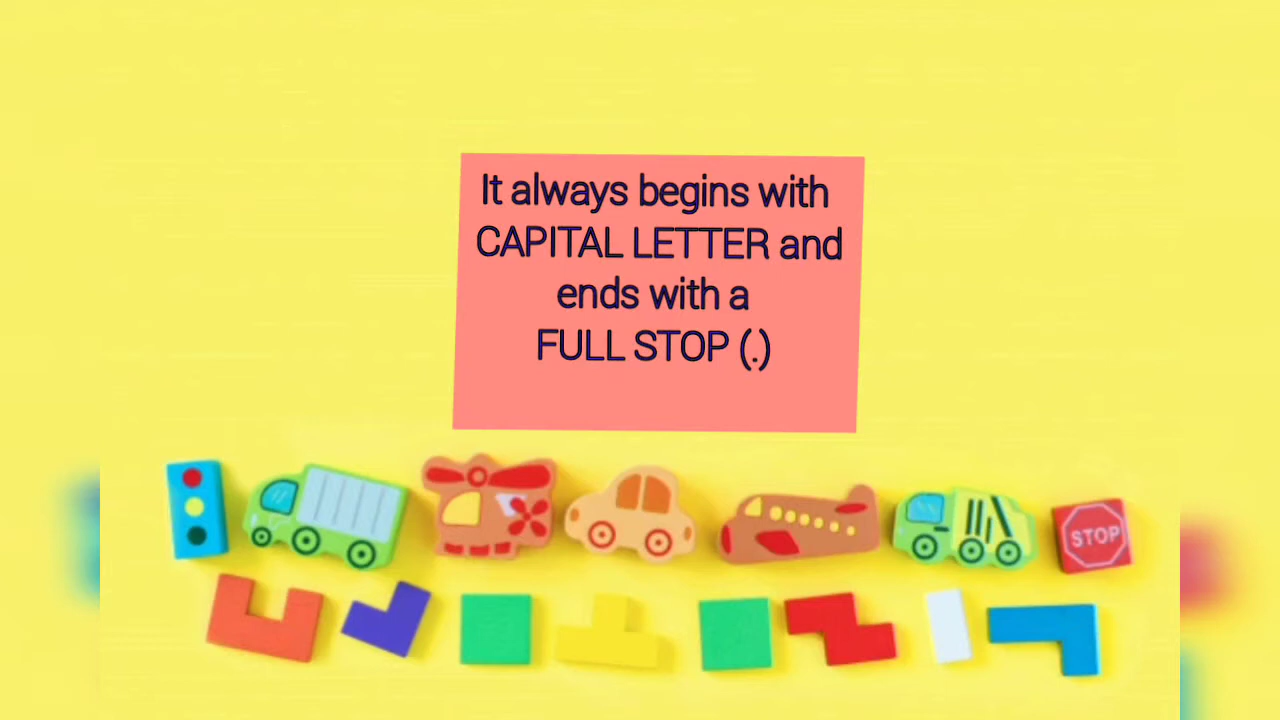 It always begins with
CAPITAL LETTER and
ends with a
FULL STOP (.)
STOP